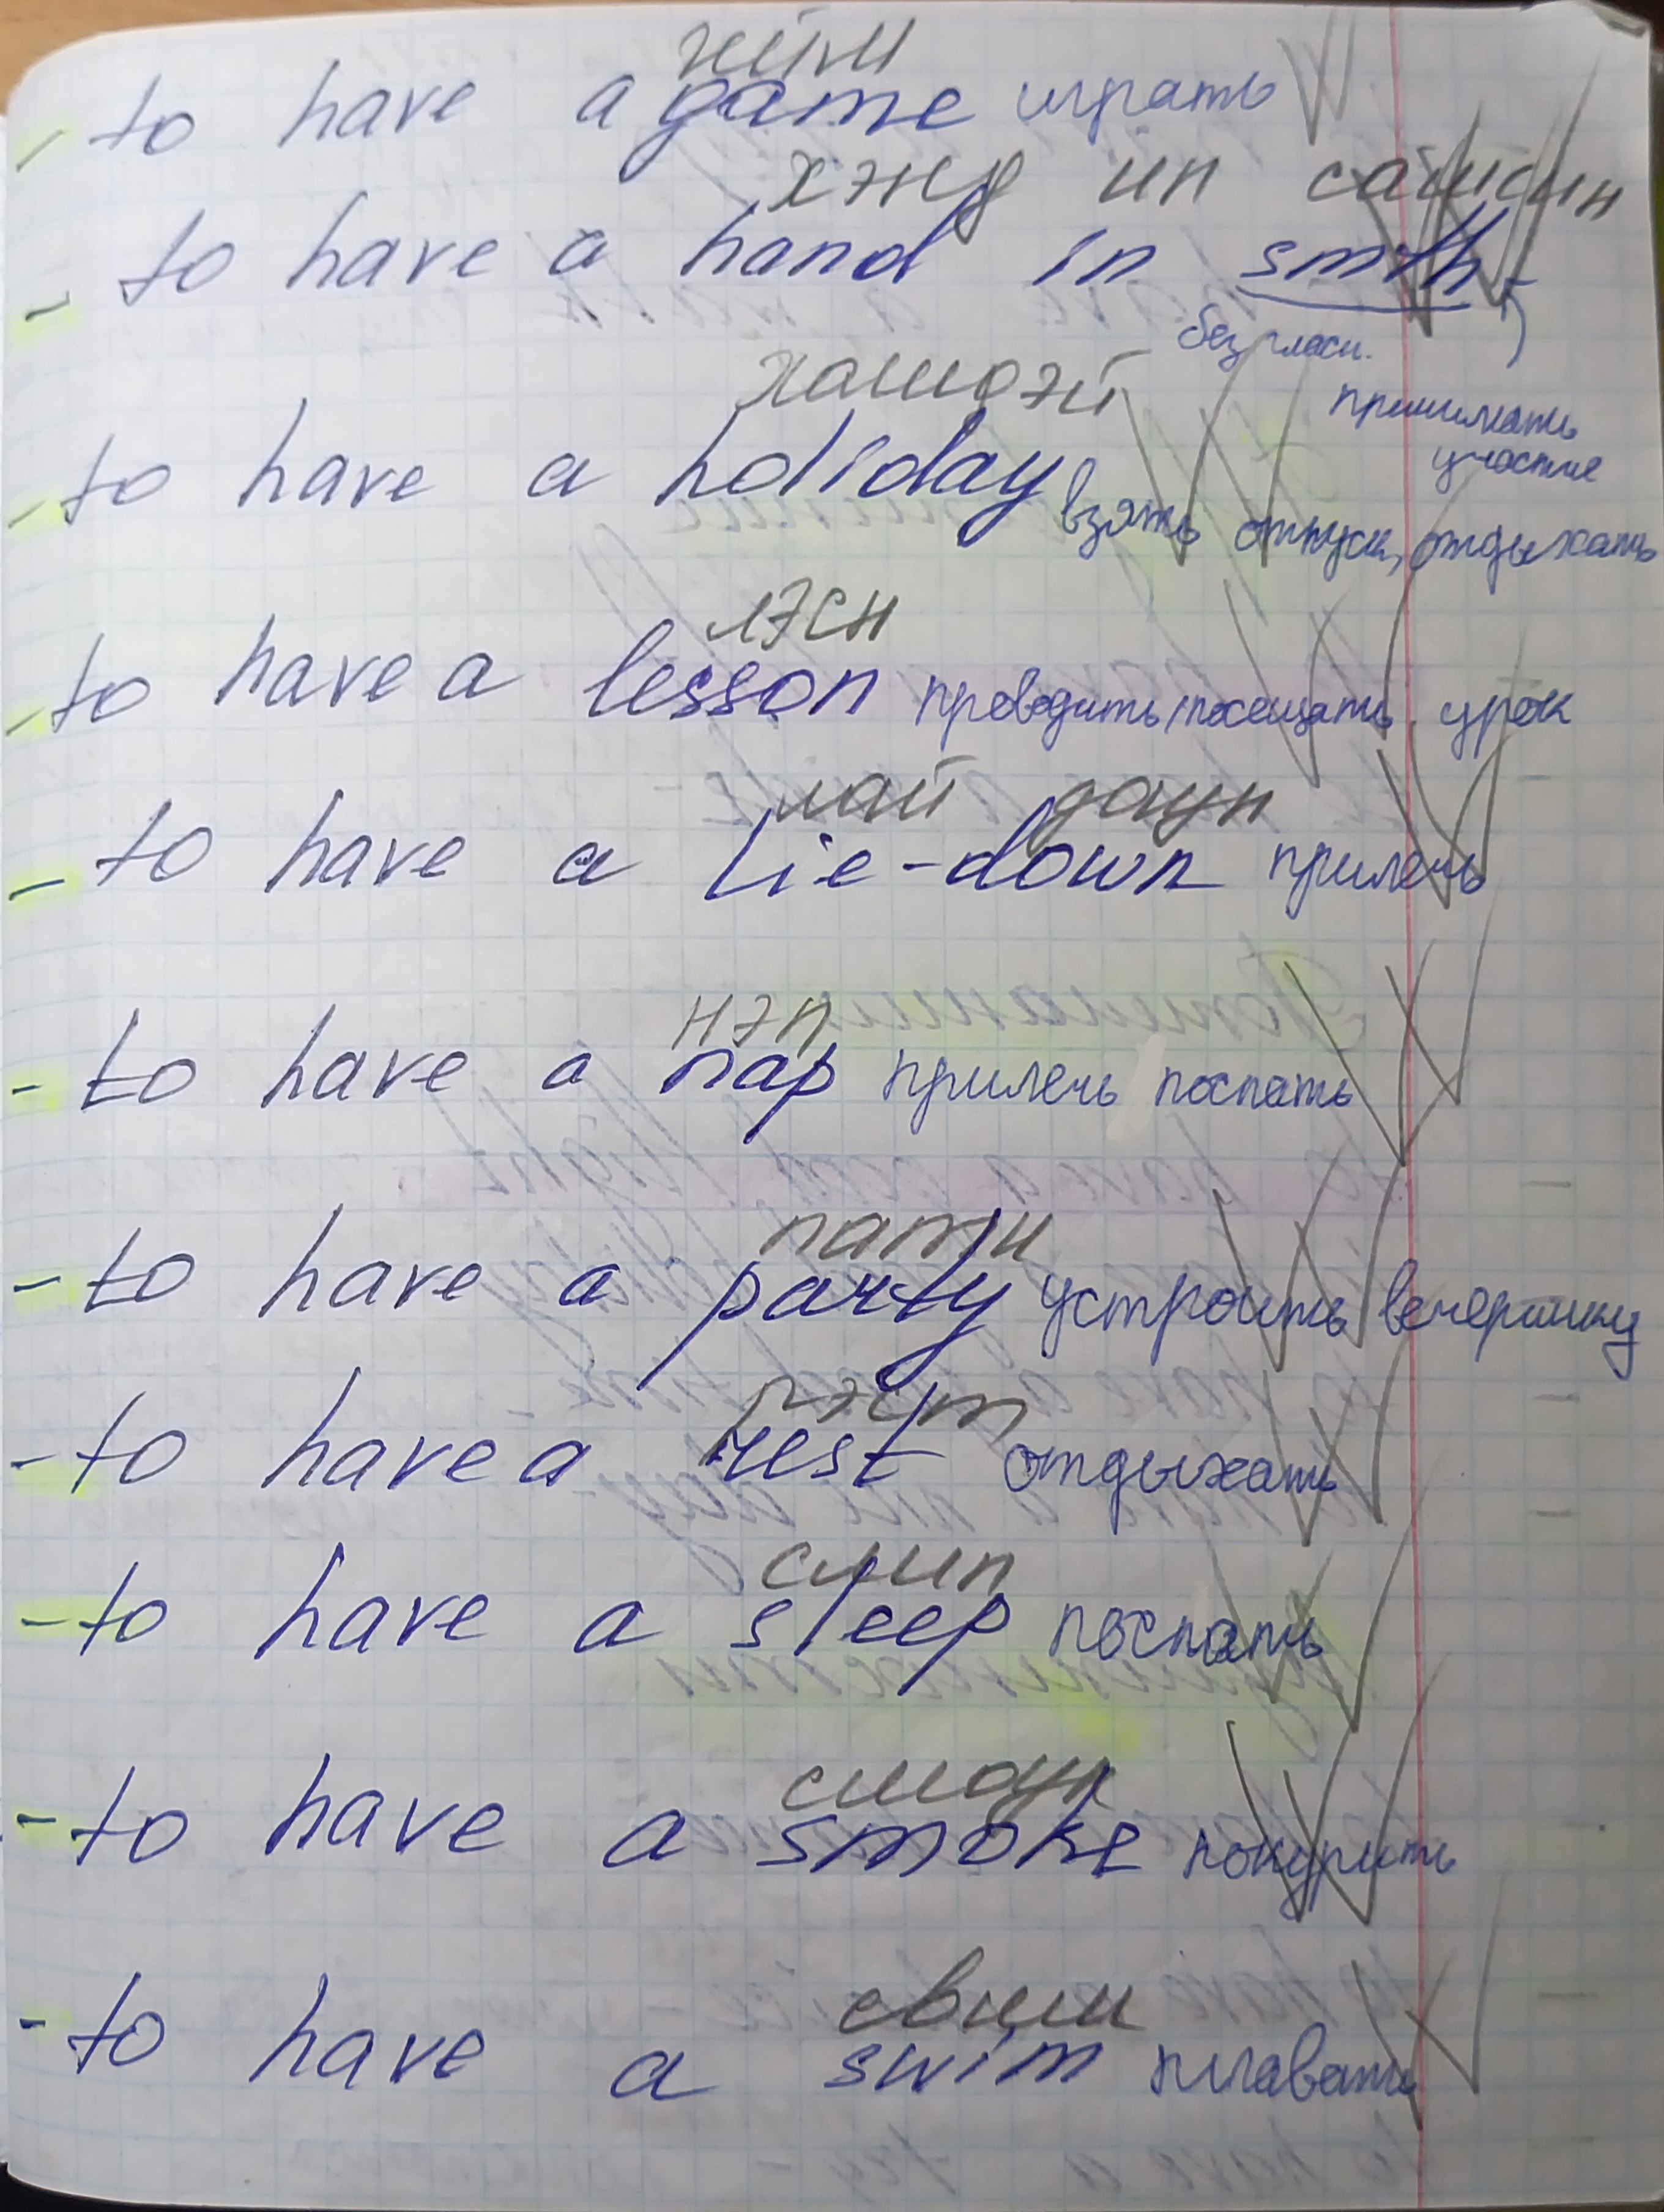 гейм
- to have a game играть
хэнд ин самсин
- to have a hand in smth -
без гласн.
принимать
участие
холидэй
- to have a holiday взять отпуск, отдыхать
лэсн
- to have a lesson проводить/посещать урок
лай даун
- to have a lie-down прилечь
нэп
- to have a nap прилечь поспать
пати
- to have a party устроить вечеринку
рэст
- to have a rest отдыхать
слип
- to have a sleep поспать
смоук
- to have a smoke покурить
свим
- to have a swim плавать